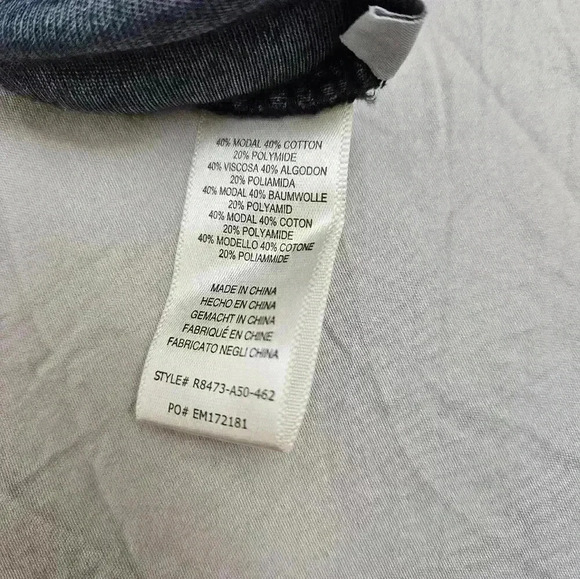 40% MODAL 40% COTTON
20% POLYMIDE
40% VISCOSA 40% ALGODON
20% POLIAMIDA
40% MODAL 40% BAUMWOLLE
20% POLYAMID
40% MODAL 40% COTON
20% POLYAMIDE
40% MODELLO 40% COTONE
20% POLIAMMIDE
MADE IN CHINA
HECHO EN CHINA
GEMACHT IN CHINA
FABRIQUÉ EN CHINE
FABRICATO NEGLI CHINA
STYLE# R8473-A50-462
PO# EM172181